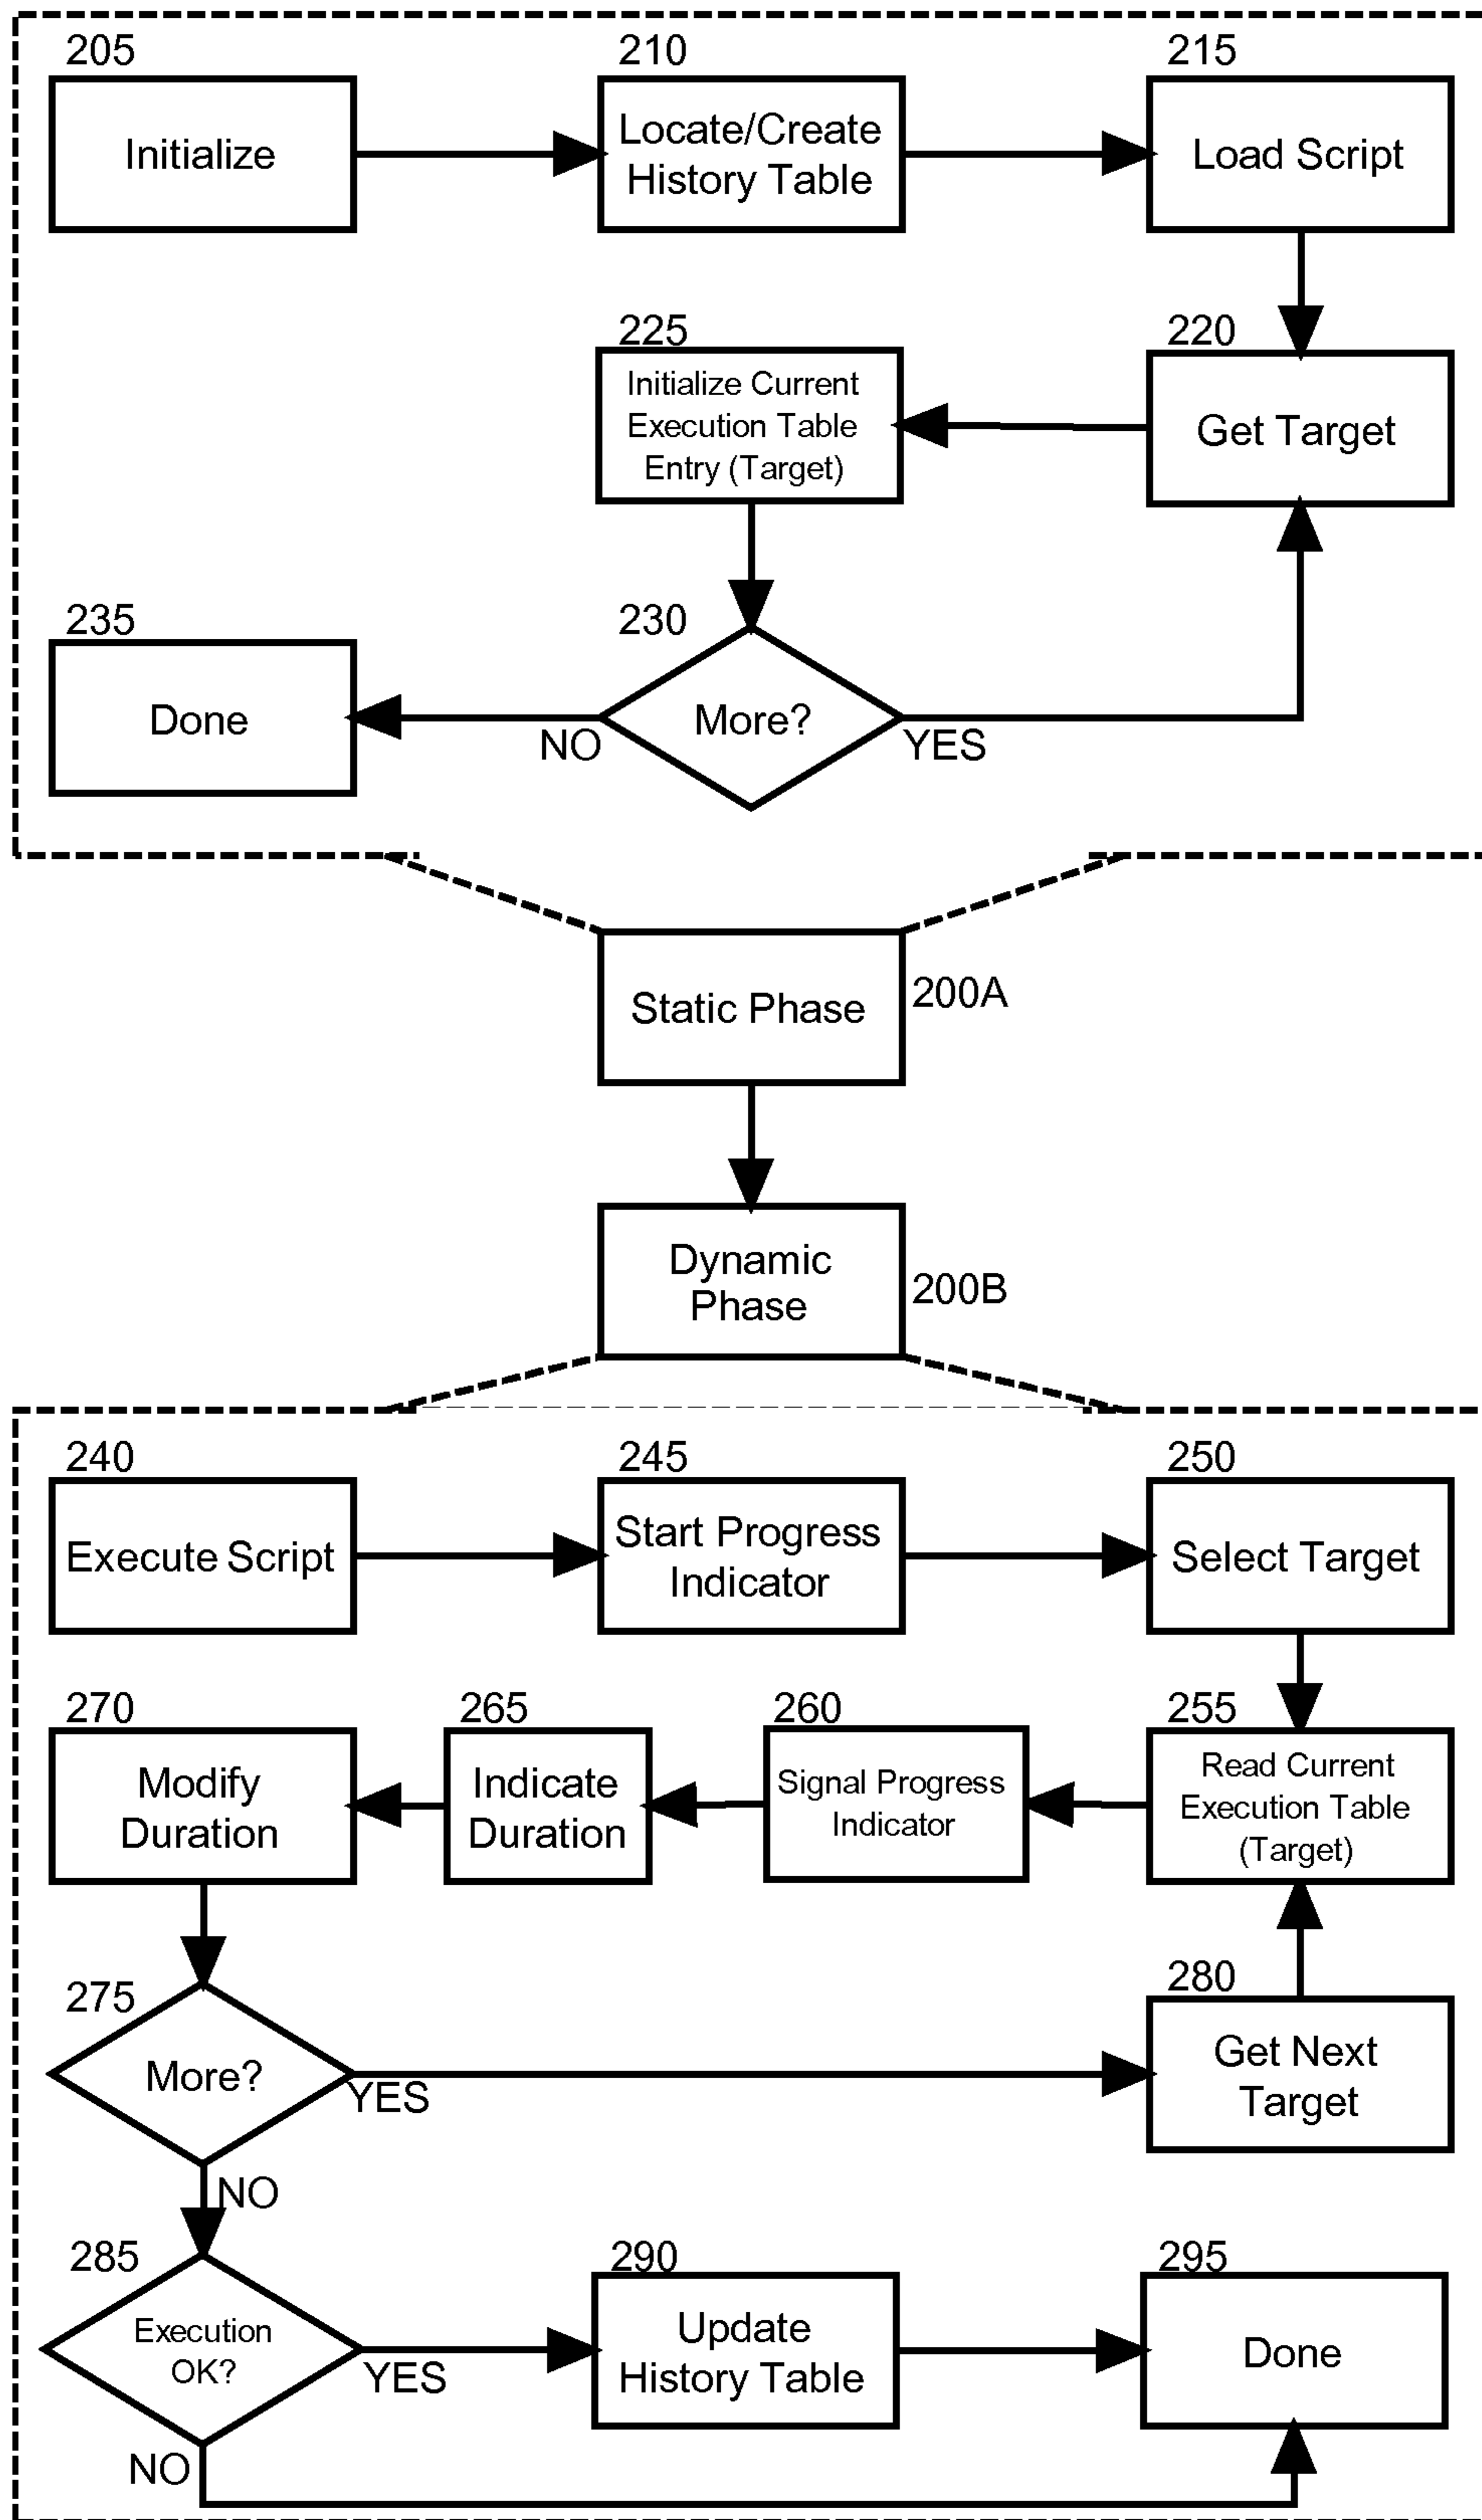 205
Initialize
210
Locate/Create
History Table
215
Load Script
225
Initialize Current
Execution Table
Entry (Target)
220
Get Target
235
Done
230
More?
NO
YES
Static Phase
200A
Dynamic
Phase
200B
240
Execute Script
245
Start Progress
Indicator
250
Select Target
270
Modify
Duration
265
Indicate
Duration
260
Signal Progress
Indicator
255
Read Current
Execution Table
(Target)
275
More?
YES
NO
280
Get Next
Target
285
Execution
OK?
YES
NO
290
Update
History Table
295
Done